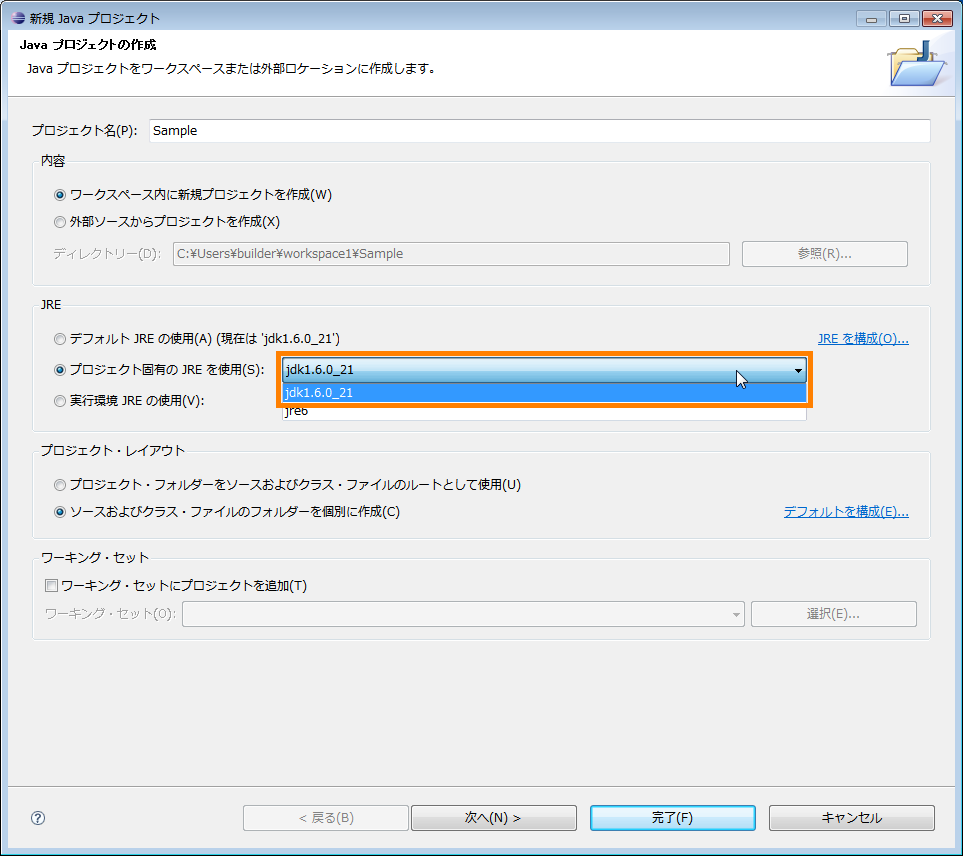 新規 Java プロジェクト
Java プロジェクトの作成
Java プロジェクトをワークスペースまたは外部ロケーションに作成します。
プロジェクト名(P): Sample
内容
ワークスペース内に新規プロジェクトを作成(W)
外部ソースからプロジェクトを作成(X)
ディレクトリー(D): C:¥Users¥builder¥workspace1¥Sample 参照(R)...
JRE
デフォルト JRE の使用(A) (現在は 'jdk1.6.0_21') JRE を構成(O)...
プロジェクト固有の JRE を使用(S): jdk1.6.0_21
jdk1.6.0_21
実行環境 JRE の使用(V):
jre6
プロジェクト・レイアウト
プロジェクト・フォルダーをソースおよびクラス・ファイルのルートとして使用(U)
ソースおよびクラス・ファイルのフォルダーを個別に作成(C) デフォルトを構成(E)...
ワーキング・セット
ワーキング・セットにプロジェクトを追加(T)
ワーキング・セット(O): 選択(E)...
? < 戻る(B) 次へ(N) > 完了(F) キャンセル